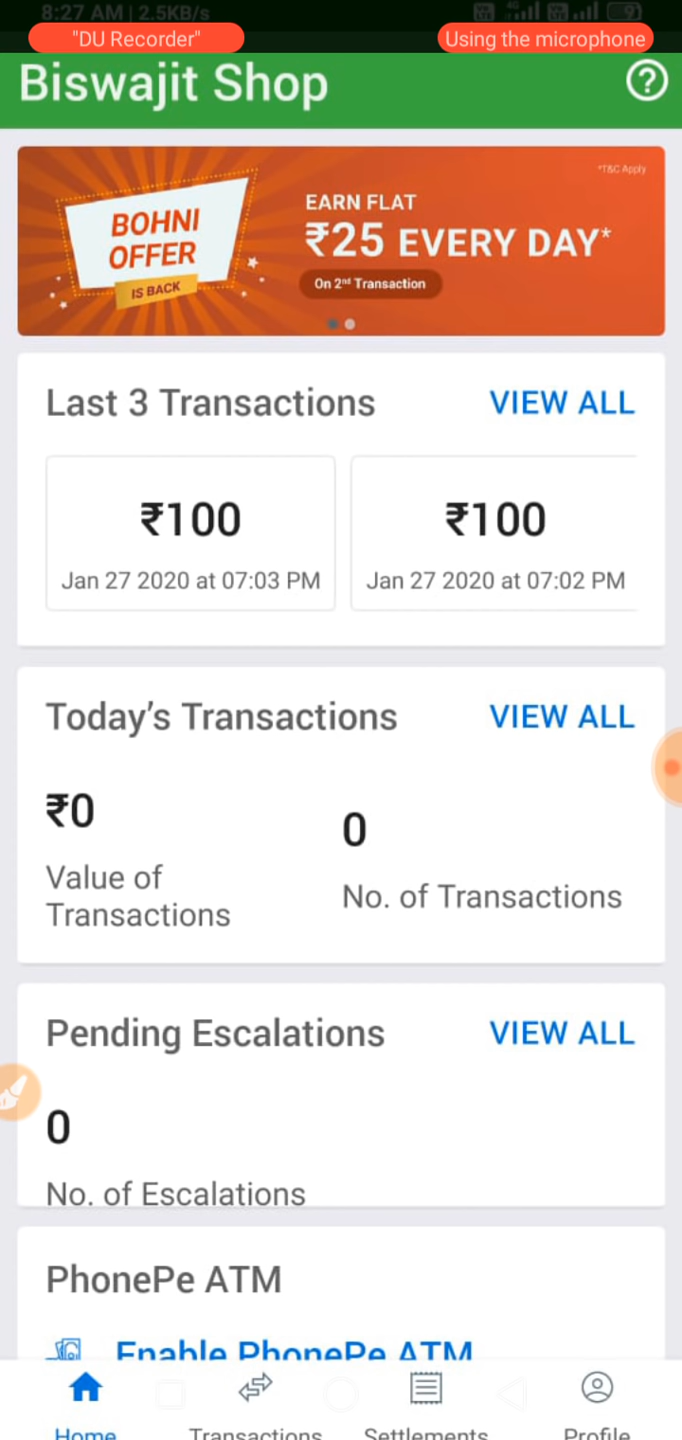 8:27 AM | 2.5KB/s
"DU Recorder"
Using the microphone
Biswajit Shop
*T&C Apply
BOHNI
OFFER
IS BACK
EARN FLAT
₹25 EVERY DAY*
On 2nd Transaction
Last 3 Transactions
VIEW ALL
₹100
Jan 27 2020 at 07:03 PM
₹100
Jan 27 2020 at 07:02 PM
Today's Transactions
VIEW ALL
₹0
Value of
Transactions
0
No. of Transactions
Pending Escalations
VIEW ALL
0
No. of Escalations
PhonePe ATM
Enable PhonePe ATM
Home
Transactions
Settlements
Profile